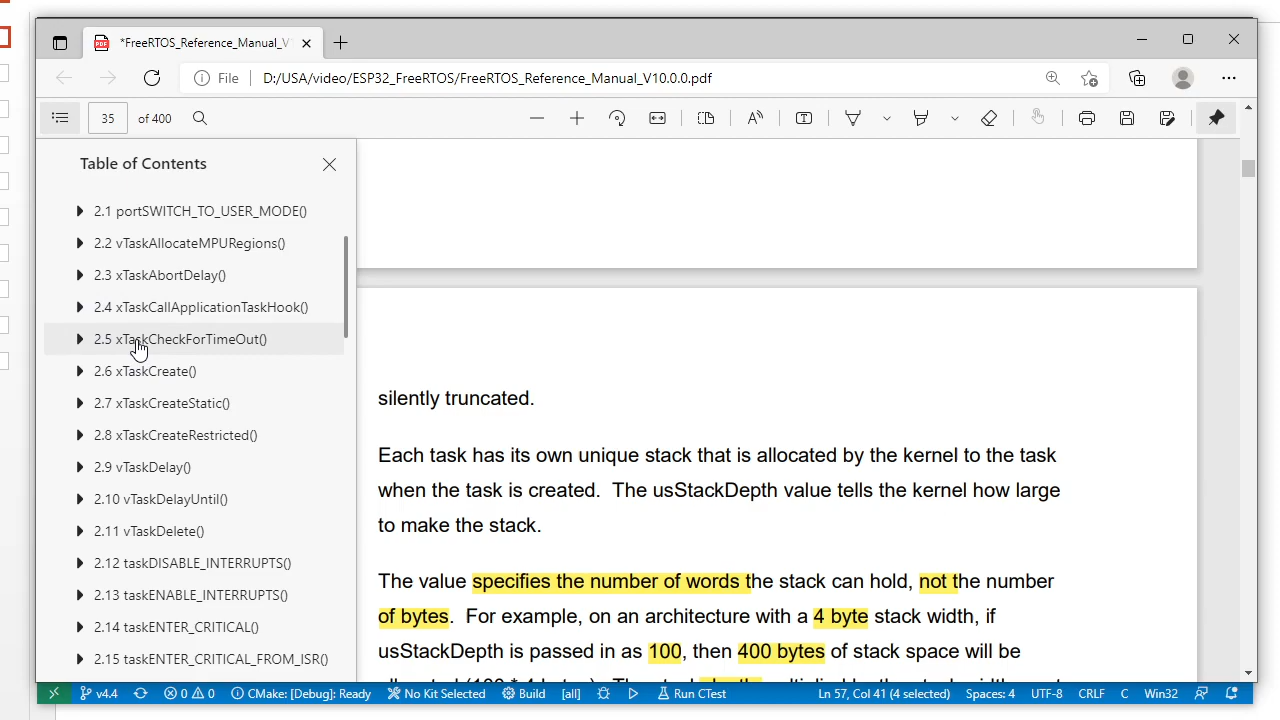 *FreeRTOS_Reference_Manual_V
File
D:/USA/video/ESP32_FreeRTOS/FreeRTOS_Reference_Manual_V10.0.0.pdf
35 of 400
Table of Contents
2.1 portSWITCH_TO_USER_MODE()
2.2 vTaskAllocateMPURegions()
2.3 xTaskAbortDelay()
2.4 xTaskCallApplicationTaskHook()
2.5 xTaskCheckForTimeOut()
2.6 xTaskCreate()
2.7 xTaskCreateStatic()
2.8 xTaskCreateRestricted()
2.9 vTaskDelay()
2.10 vTaskDelayUntil()
2.11 vTaskDelete()
2.12 taskDISABLE_INTERRUPTS()
2.13 taskENABLE_INTERRUPTS()
2.14 taskENTER_CRITICAL()
2.15 taskENTER_CRITICAL_FROM_ISR()
silently truncated.
Each task has its own unique stack that is allocated by the kernel to the task
when the task is created. The usStackDepth value tells the kernel how large
to make the stack.
The value specifies the number of words the stack can hold, not the number
of bytes. For example, on an architecture with a 4 byte stack width, if
usStackDepth is passed in as 100, then 400 bytes of stack space will be
v4.4 0 0 CMake: [Debug]: Ready No Kit Selected Build [all] Run CTest Ln 57, Col 41 (4 selected) Spaces: 4 UTF-8 CRLF C Win32